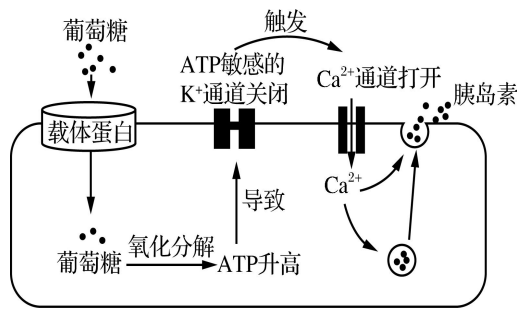 葡萄糖
触发
ATP敏感的
K⁺通道关闭
Ca²⁺通道打开
胰岛素
载体蛋白
Ca²⁺
导致
葡萄糖
氧化分解
ATP升高